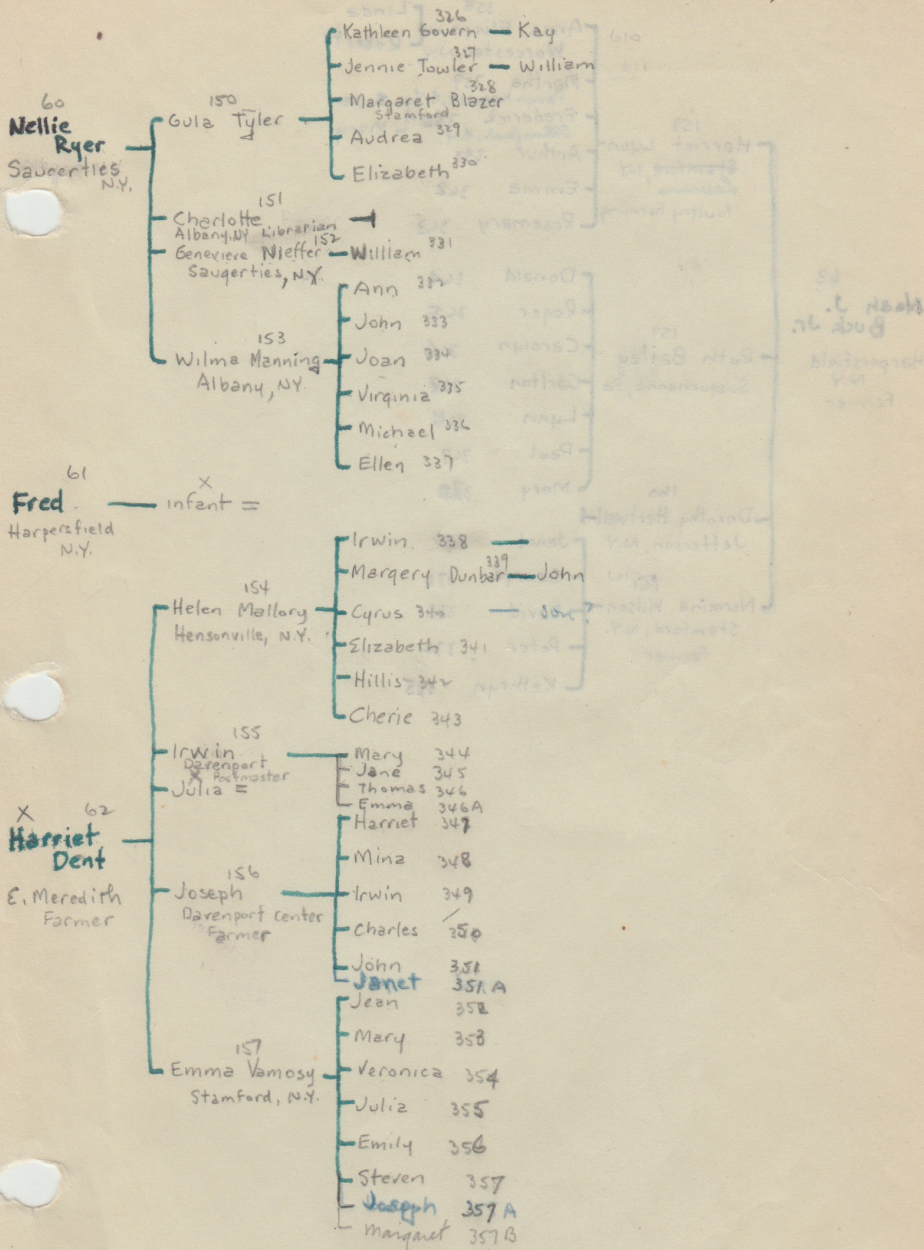 326
Kathleen Govern — Kay
327
Jennie Towler — William
328
Margaret Blazer
Stamford
Audrea 329
Elizabeth 330
60
Nellie
Ryer
Saugerties
N.Y.
150
Gula Tyler
151
Charlotte
Albany, NY Librarian
152
Genevieve Nieffer — William 331
Saugerties, N.Y.
153
Wilma Manning
Albany, N.Y.
Ann 332
John 333
Joan 334
Virginia 335
Michael 336
Ellen 337
61
Fred
Harpersfield
N.Y.
X
infant =
154
Helen Mallory
Hensonville, N.Y.
Irwin 338
339
Margery Dunbar — John
Cyrus 340 — son?
Elizabeth 341
Hillis 342
Cherie 343
155
Irwin
Davenport
X Postmaster
Julia =
Mary 344
Jane 345
Thomas 346
Emma 346A
X 62
Harriet
Dent
E. Meredith
Farmer
156
Joseph
Davenport Center
Farmer
Harriet 347
Mina 348
Irwin 349
Charles 350
John 351
Janet 351 A
157
Emma Vamosy
Stamford, N.Y.
Jean 352
Mary 353
Veronica 354
Julia 355
Emily 356
Steven 357
Joseph 357 A
Margaret 357 B